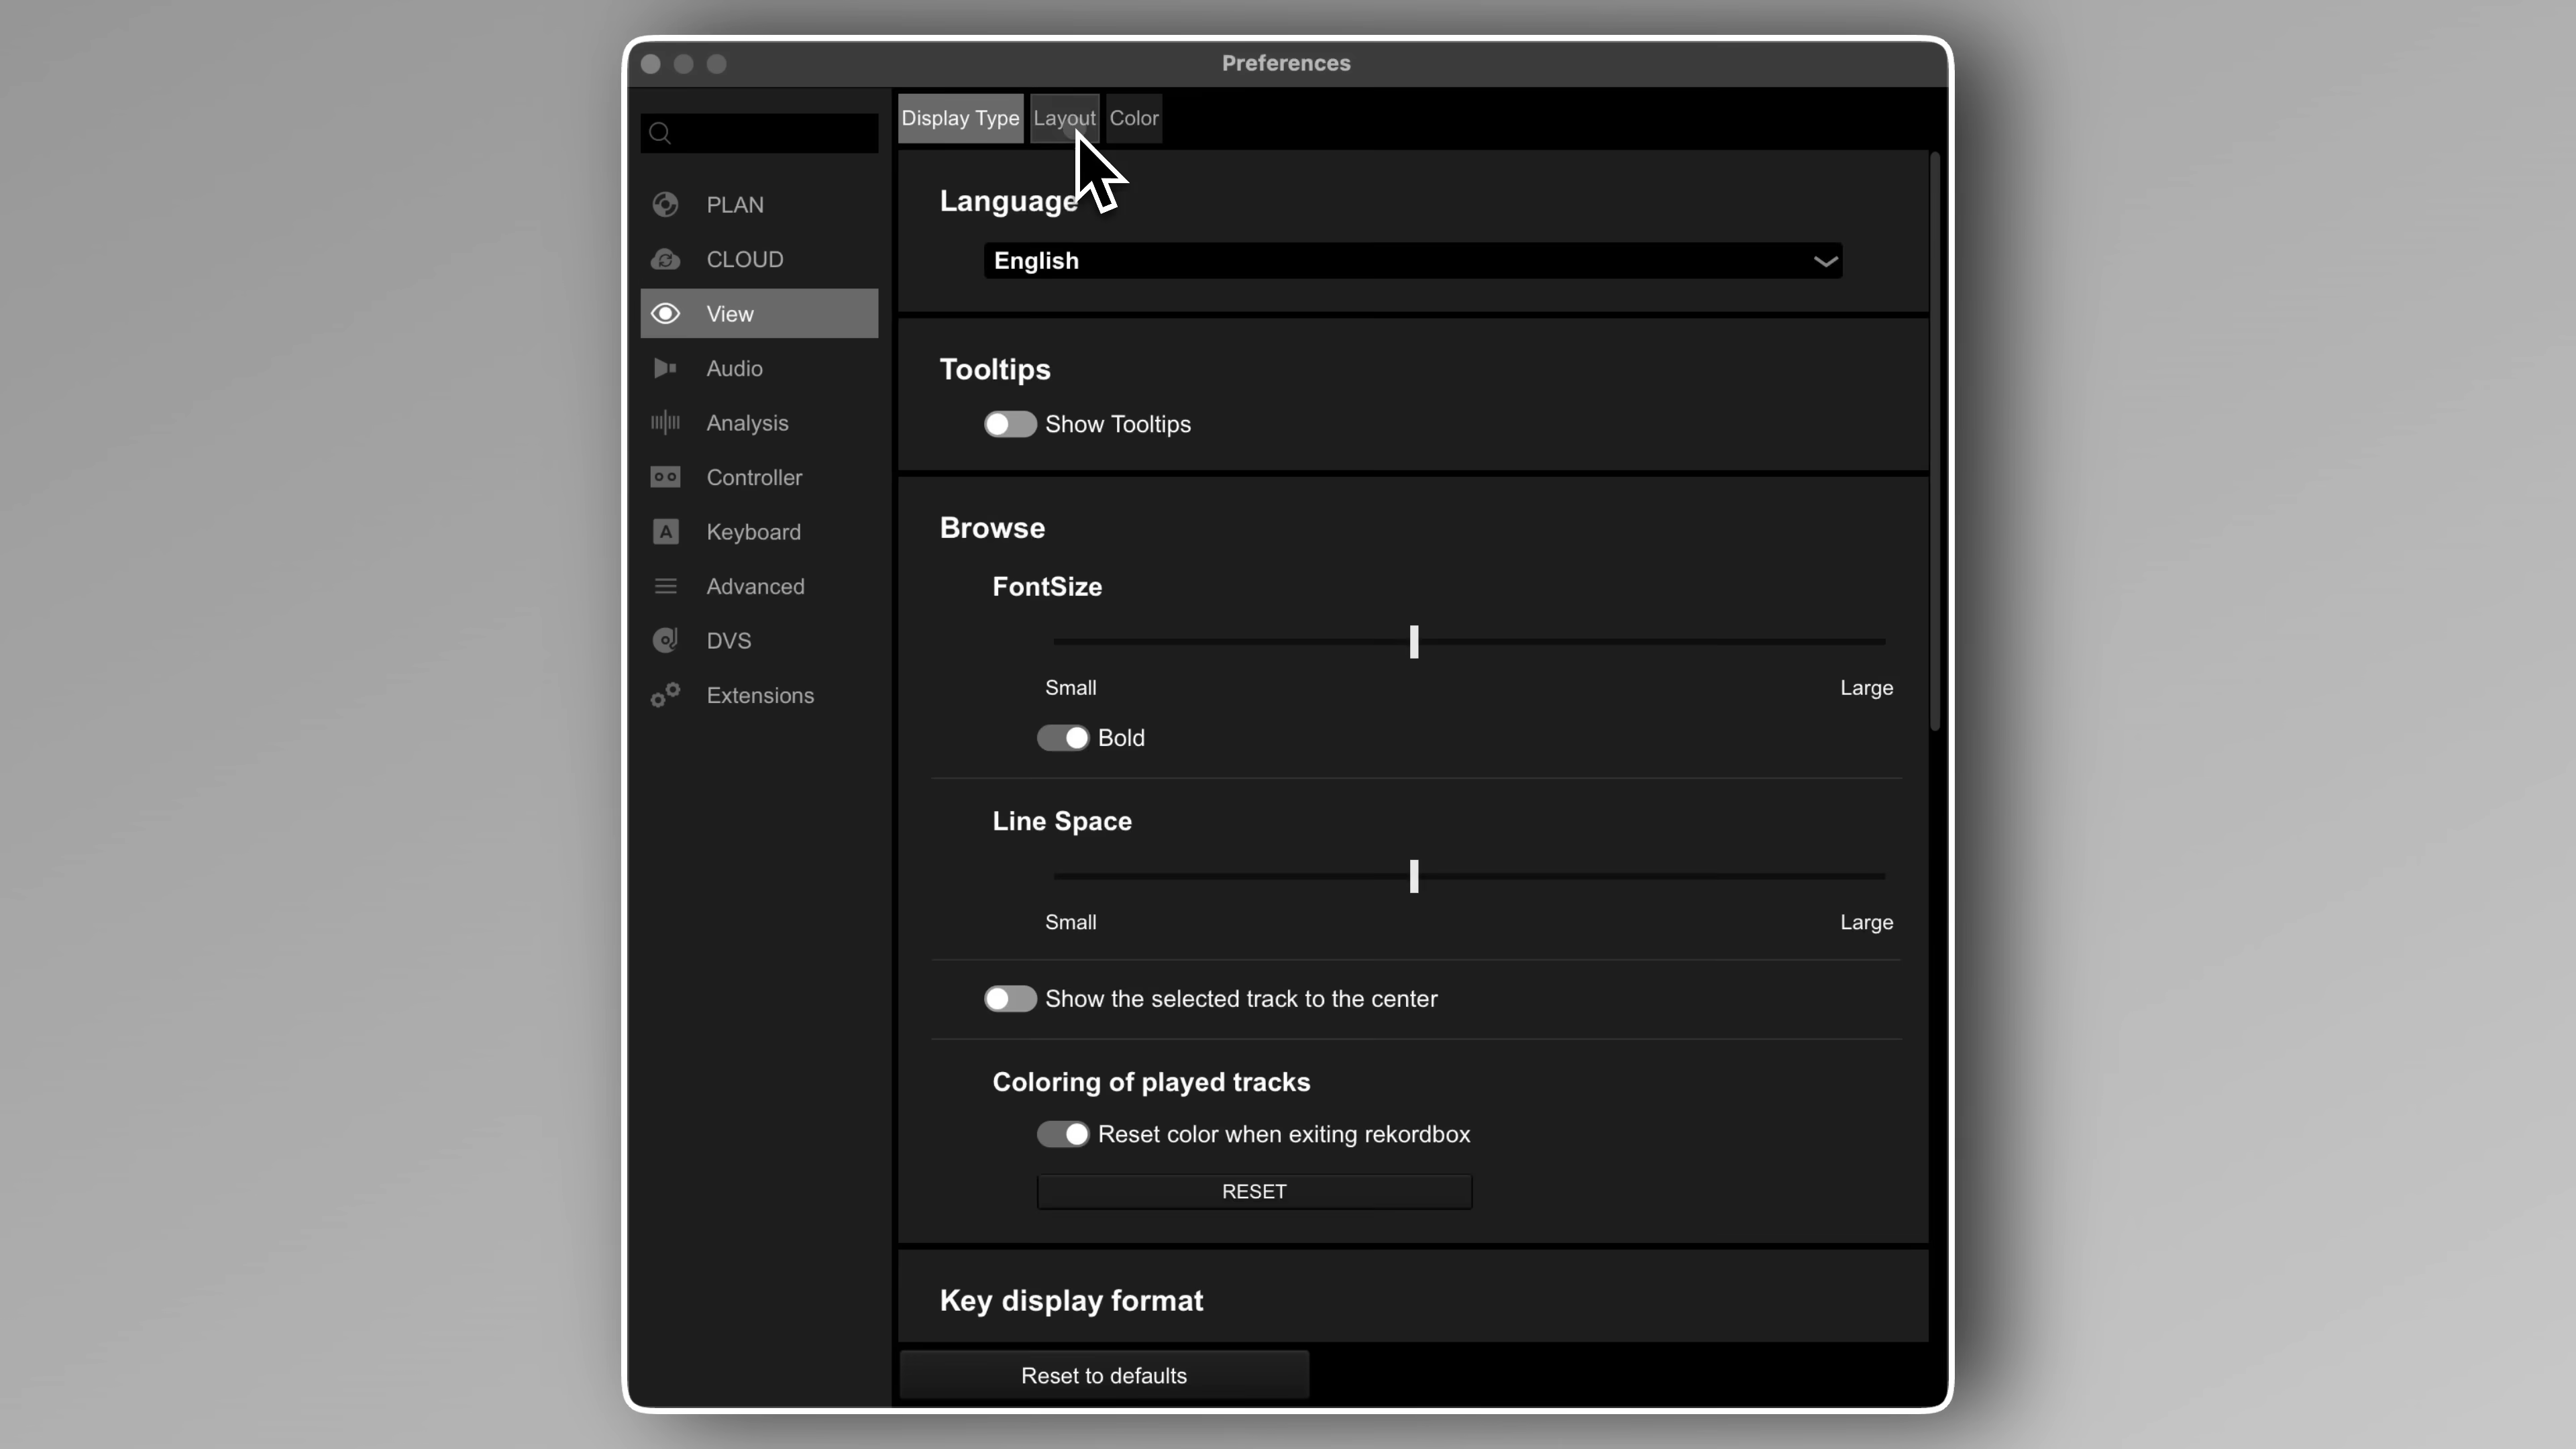 Preferences
Display Type
Layout
Color
PLAN
CLOUD
View
Audio
Analysis
Controller
A
Keyboard
Advanced
DVS
Extensions
Language
English
Tooltips
Show Tooltips
Browse
FontSize
Small
Large
Bold
Line Space
Small
Large
Show the selected track to the center
Coloring of played tracks
Reset color when exiting rekordbox
RESET
Key display format
Reset to defaults